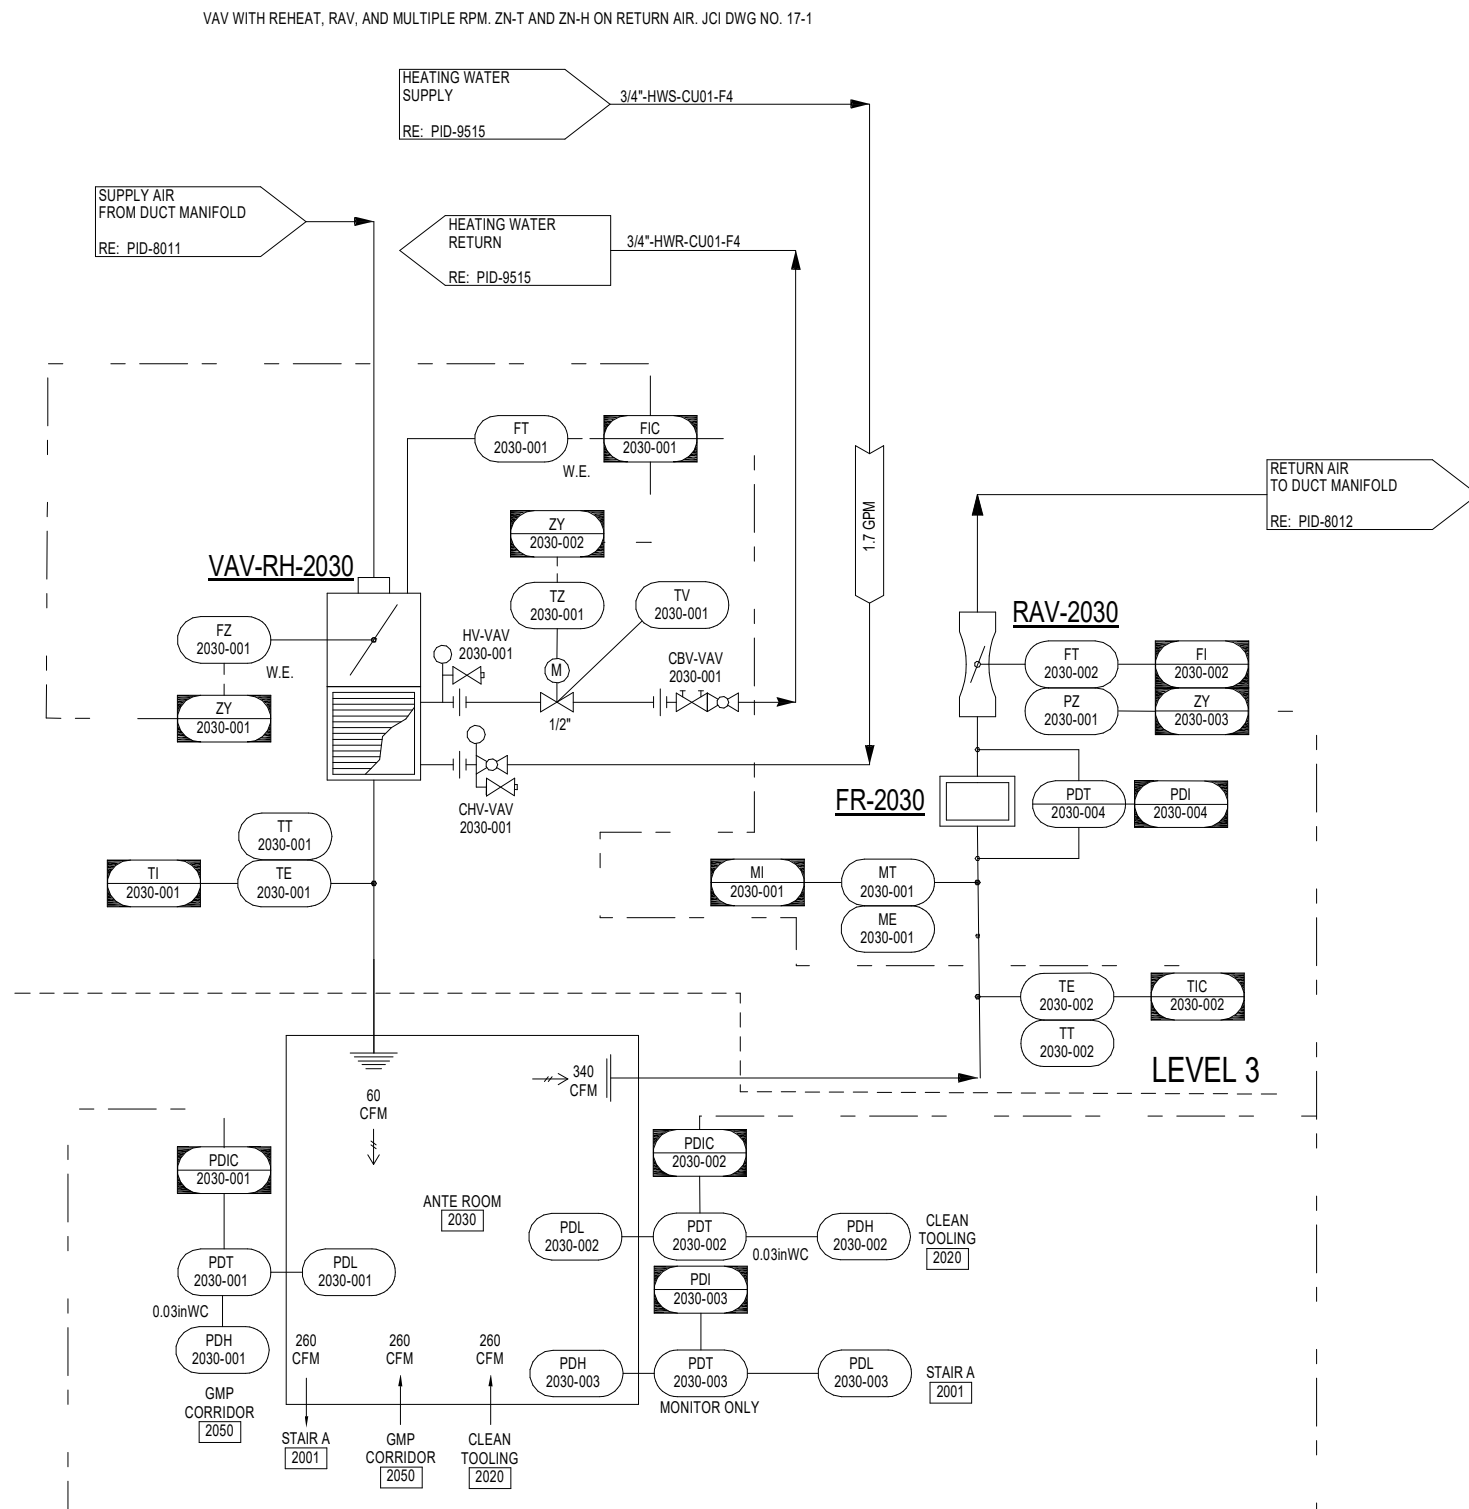 VAV WITH REHEAT, RAV, AND MULTIPLE RPM. ZN-T AND ZN-H ON RETURN AIR. JCI DWG NO. 17-1
HEATING WATER
SUPPLY
RE: PID-9515
3/4"-HWS-CU01-F4
SUPPLY AIR
FROM DUCT MANIFOLD
RE: PID-8011
HEATING WATER
RETURN
RE: PID-9515
3/4"-HWR-CU01-F4
FT
2030-001
W.E.
FIC
2030-001
1.7 GPM
RETURN AIR
TO DUCT MANIFOLD
RE: PID-8012
ZY
2030-002
VAV-RH-2030
TZ
2030-001
TV
2030-001
RAV-2030
FZ
2030-001
W.E.
HV-VAV
2030-001
M
1/2"
CBV-VAV
2030-001
FT
2030-002
FI
2030-002
PZ
2030-001
ZY
2030-003
ZY
2030-001
CHV-VAV
2030-001
FR-2030
PDT
2030-004
PDI
2030-004
TT
2030-001
TI
2030-001
TE
2030-001
MI
2030-001
MT
2030-001
ME
2030-001
TE
2030-002
TIC
2030-002
TT
2030-002
LEVEL 3
340
CFM
60
CFM
PDIC
2030-001
PDIC
2030-002
ANTE ROOM
2030
PDL
2030-002
PDT
2030-002
0.03inWC
PDH
2030-002
CLEAN
TOOLING
2020
PDT
2030-001
PDL
2030-001
0.03inWC
PDI
2030-003
PDH
2030-001
GMP
CORRIDOR
2050
260
CFM
260
CFM
260
CFM
PDH
2030-003
PDT
2030-003
MONITOR ONLY
PDL
2030-003
STAIR A
2001
STAIR A
2001
GMP
CORRIDOR
2050
CLEAN
TOOLING
2020